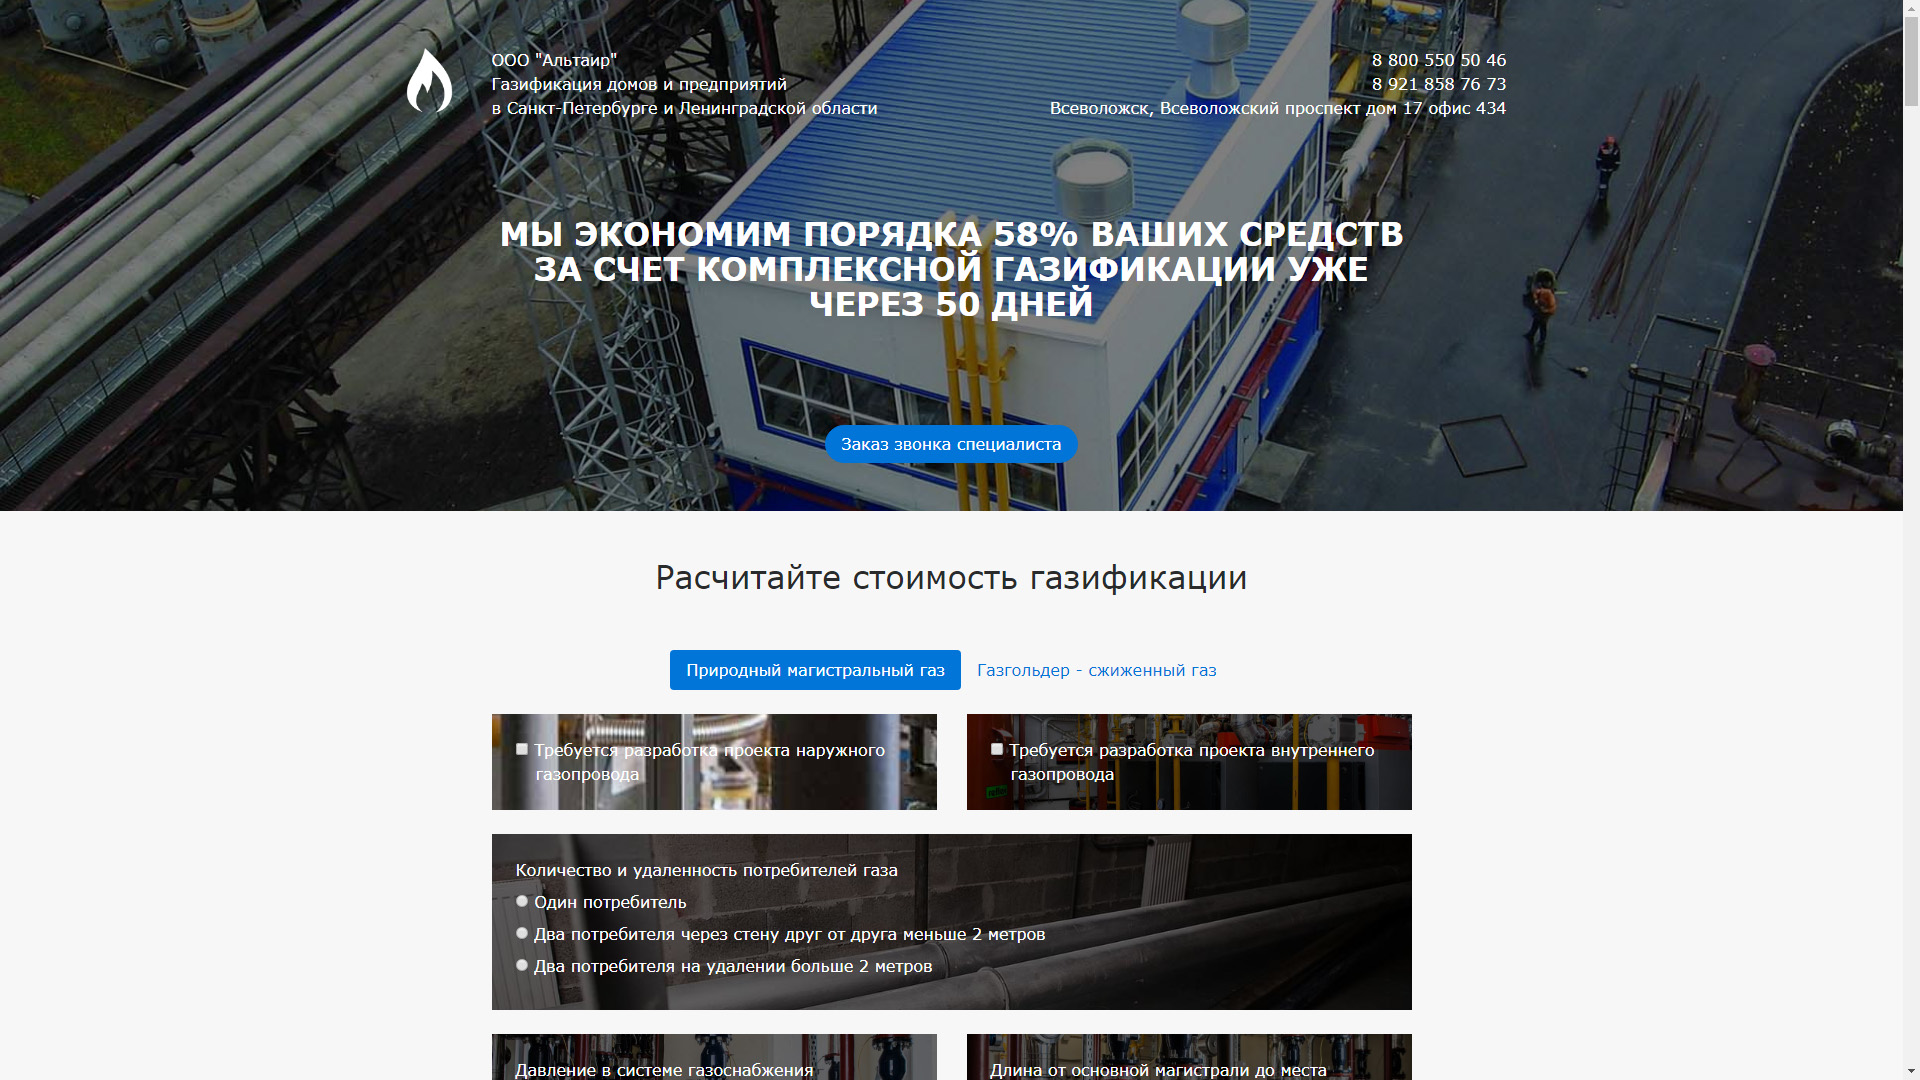 ООО "Альтаир"
Газификация домов и предприятий
в Санкт-Петербурге и Ленинградской области
8 800 550 50 46
8 921 858 76 73
Всеволожск, Всеволожский проспект дом 17 офис 434
МЫ ЭКОНОМИМ ПОРЯДКА 58% ВАШИХ СРЕДСТВ
ЗА СЧЕТ КОМПЛЕКСНОЙ ГАЗИФИКАЦИИ УЖЕ
ЧЕРЕЗ 50 ДНЕЙ
Заказ звонка специалиста
Расчитайте стоимость газификации
Природный магистральный газ
Газгольдер - сжиженный газ
Требуется разработка проекта наружного
газопровода
Требуется разработка проекта внутреннего
газопровода
Количество и удаленность потребителей газа
Один потребитель
Два потребителя через стену друг от друга меньше 2 метров
Два потребителя на удалении больше 2 метров
Давление в системе газоснабжения
Длина от основной магистрали до места